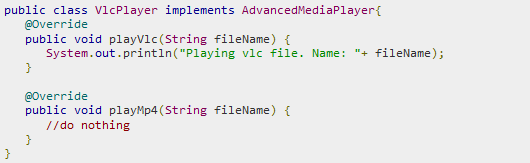 public class VlcPlayer implements AdvancedMediaPlayer{
   @Override
   public void playVlc(String fileName) {
      System.out.println("Playing vlc file. Name: "+ fileName);
   }

   @Override
   public void playMp4(String fileName) {
      //do nothing
   }
}